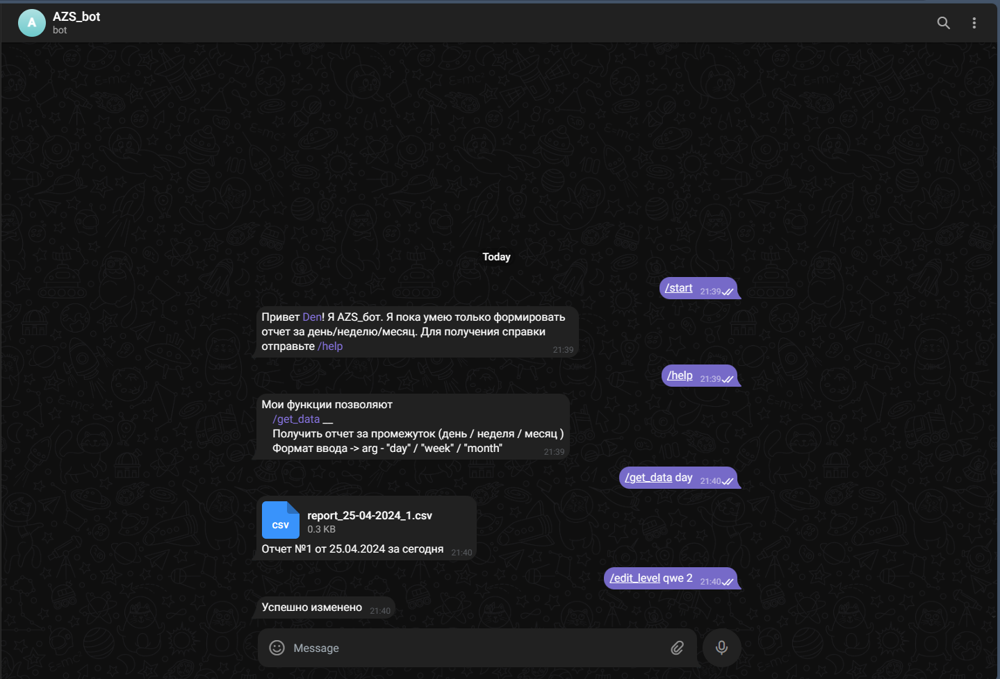 A
AZS_bot
bot
Today
/start 21:39
Привет Den! Я AZS_бот. Я пока умею только формировать
отчет за день/неделю/месяц. Для получения справки
отправьте /help
21:39
/help 21:39
Мои функции позволяют
/get_data __
Получить отчет за промежуток (день / неделя / месяц )
Формат ввода -> arg - "day" / "week" / "month"
21:39
/get_data day 21:40
csv
report_25-04-2024_1.csv
0.3 KB
Отчет №1 от 25.04.2024 за сегодня 21:40
/edit_level qwe 2 21:40
Успешно изменено 21:40
Message